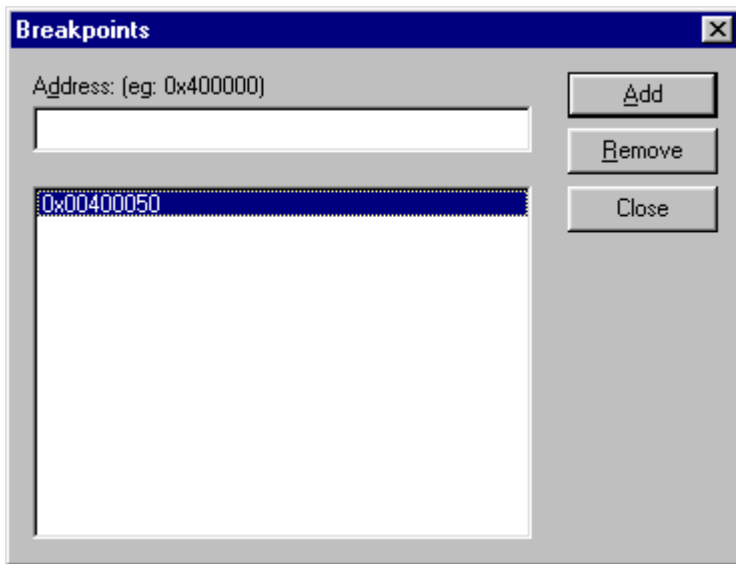 Breakpoints
Address: (eg: 0x400000)
Add
Remove
0x00400050
Close